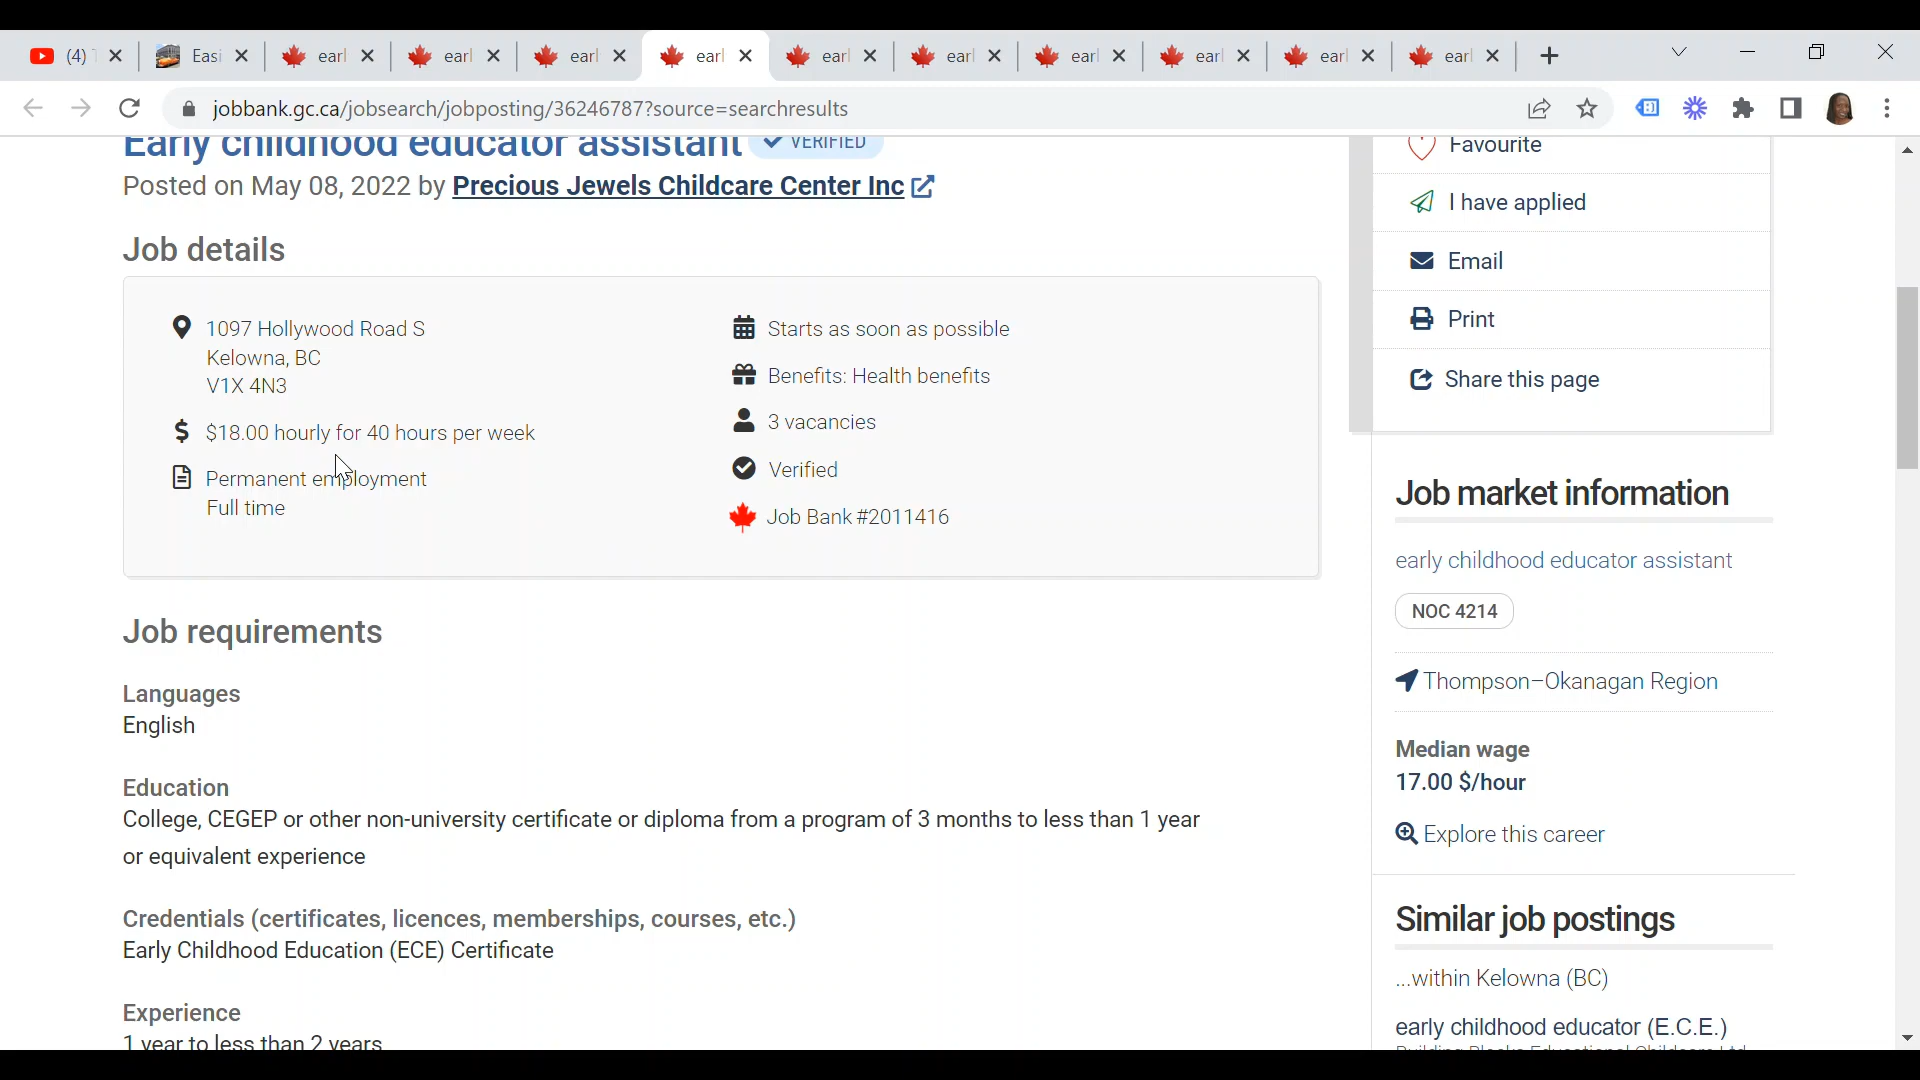 (4)
Easi
earl
earl
earl
earl
earl
earl
earl
earl
earl
earl
jobbank.gc.ca/jobsearch/jobposting/36246787?source=searchresults
Early childhood educator assistant
VERIFIED
Posted on May 08, 2022 by Precious Jewels Childcare Center Inc
Job details
1097 Hollywood Road S
Kelowna, BC
V1X 4N3
$18.00 hourly for 40 hours per week
Permanent employment
Full time
Starts as soon as possible
Benefits: Health benefits
3 vacancies
Verified
Job Bank #2011416
Job requirements
Languages
English
Education
College, CEGEP or other non-university certificate or diploma from a program of 3 months to less than 1 year
or equivalent experience
Credentials (certificates, licences, memberships, courses, etc.)
Early Childhood Education (ECE) Certificate
Experience
1 year to less than 2 years
Favourite
I have applied
Email
Print
Share this page
Job market information
early childhood educator assistant
NOC 4214
Thompson–Okanagan Region
Median wage
17.00 $/hour
Explore this career
Similar job postings
...within Kelowna (BC)
early childhood educator (E.C.E.)
Building Blocks Educational Childcare Ltd